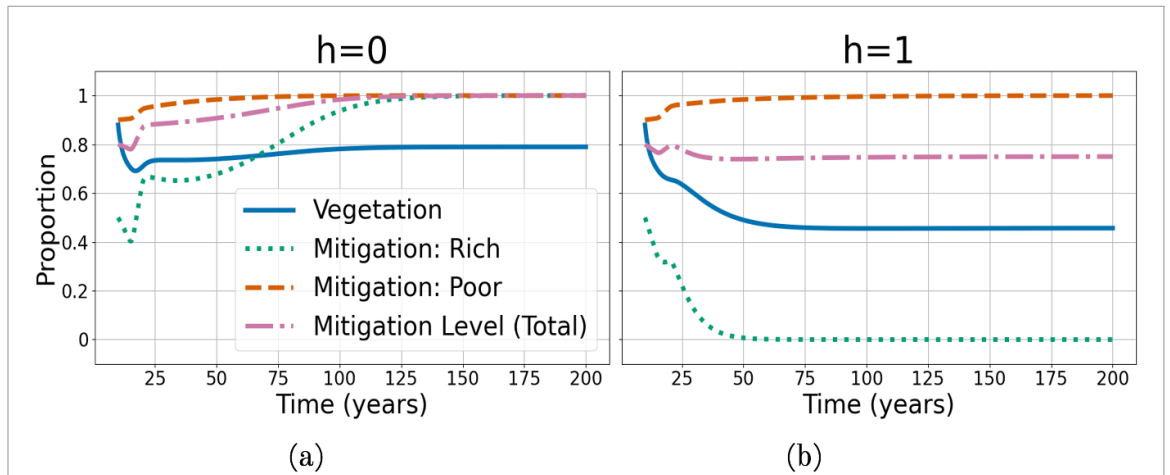 h=0
h=1
Proportion
1
0.8
0.6
0.4
0.2
0
Vegetation
Mitigation: Rich
Mitigation: Poor
Mitigation Level (Total)
25 50 75 100 125 150 175 200
25 50 75 100 125 150 175 200
Time (years)
Time (years)
(a)
(b)